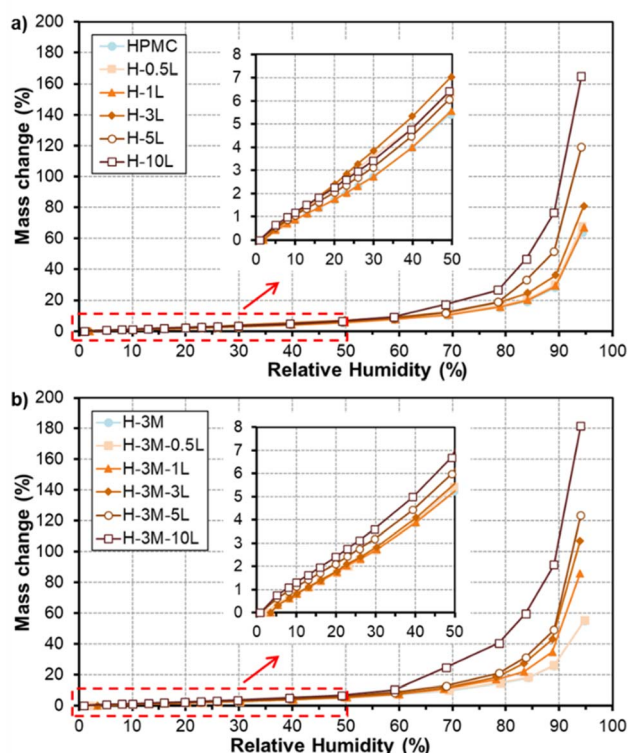 a)
200
180
160
140
120
100
80
60
40
20
0
Mass change (%)
HPMC
H-0.5L
H-1L
H-3L
H-5L
H-10L
8
7
6
5
4
3
2
1
0
0 10 20 30 40 50
0 10 20 30 40 50 60 70 80 90 100
Relative Humidity (%)
b)
200
180
160
140
120
100
80
60
40
20
0
Mass change (%)
H-3M
H-3M-0.5L
H-3M-1L
H-3M-3L
H-3M-5L
H-3M-10L
8
7
6
5
4
3
2
1
0
0 10 20 30 40 50
0 10 20 30 40 50 60 70 80 90 100
Relative Humidity (%)